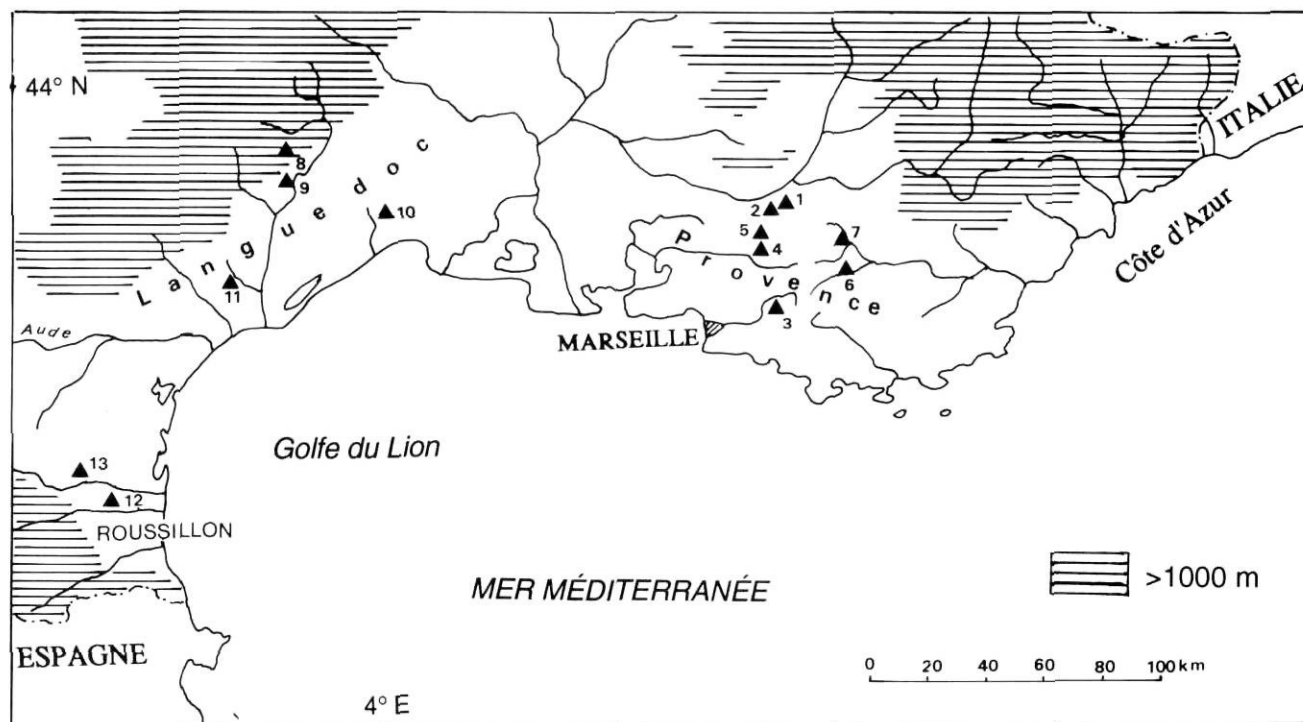 44° N
ITALIE
8
9
10
11
Languedoc
Aude
1
2
5
4
7
6
3
Provence
Côte d'Azur
MARSEILLE
Golfe du Lion
13
12
ROUSSILLON
MER MÉDITERRANÉE
>1000 m
ESPAGNE
4° E
0 20 40 60 80 100 km